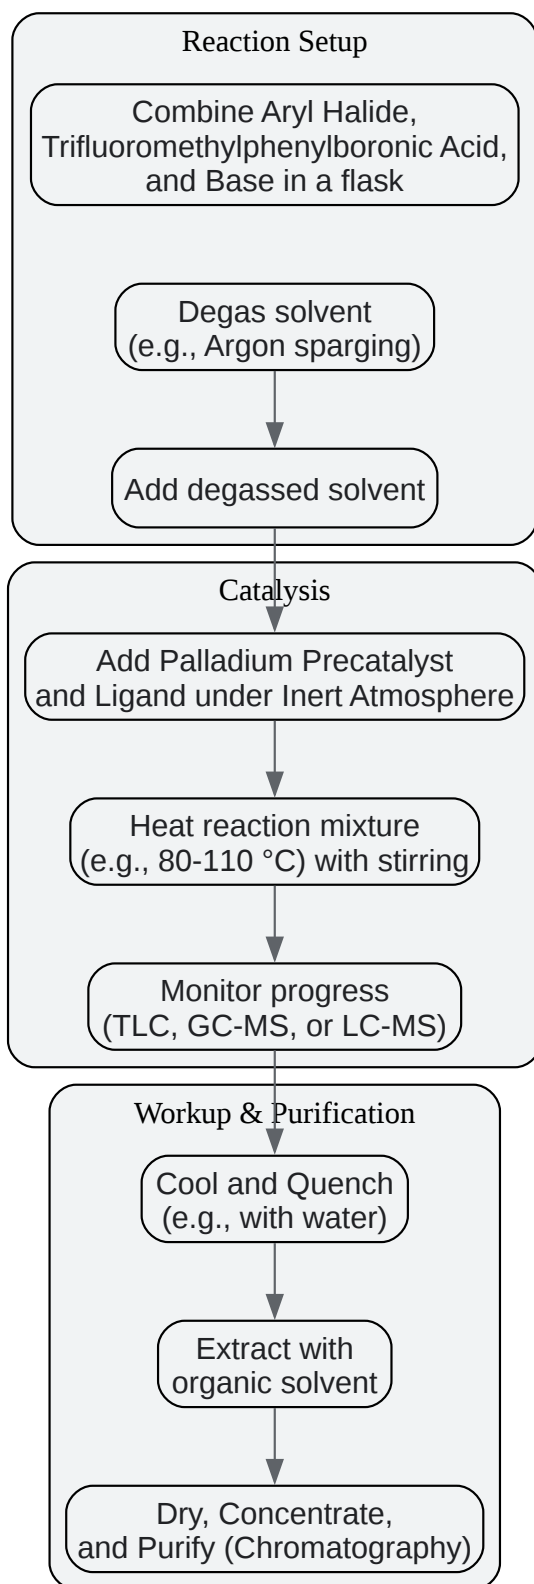 Reaction Setup
Combine Aryl Halide,
Trifluoromethylphenylboronic Acid,
and Base in a flask
Degas solvent
(e.g., Argon sparging)
Add degassed solvent
Catalysis
Add Palladium Precatalyst
and Ligand under Inert Atmosphere
Heat reaction mixture
(e.g., 80-110 °C) with stirring
Monitor progress
(TLC, GC-MS, or LC-MS)
Workup & Purification
Cool and Quench
(e.g., with water)
Extract with
organic solvent
Dry, Concentrate,
and Purify (Chromatography)